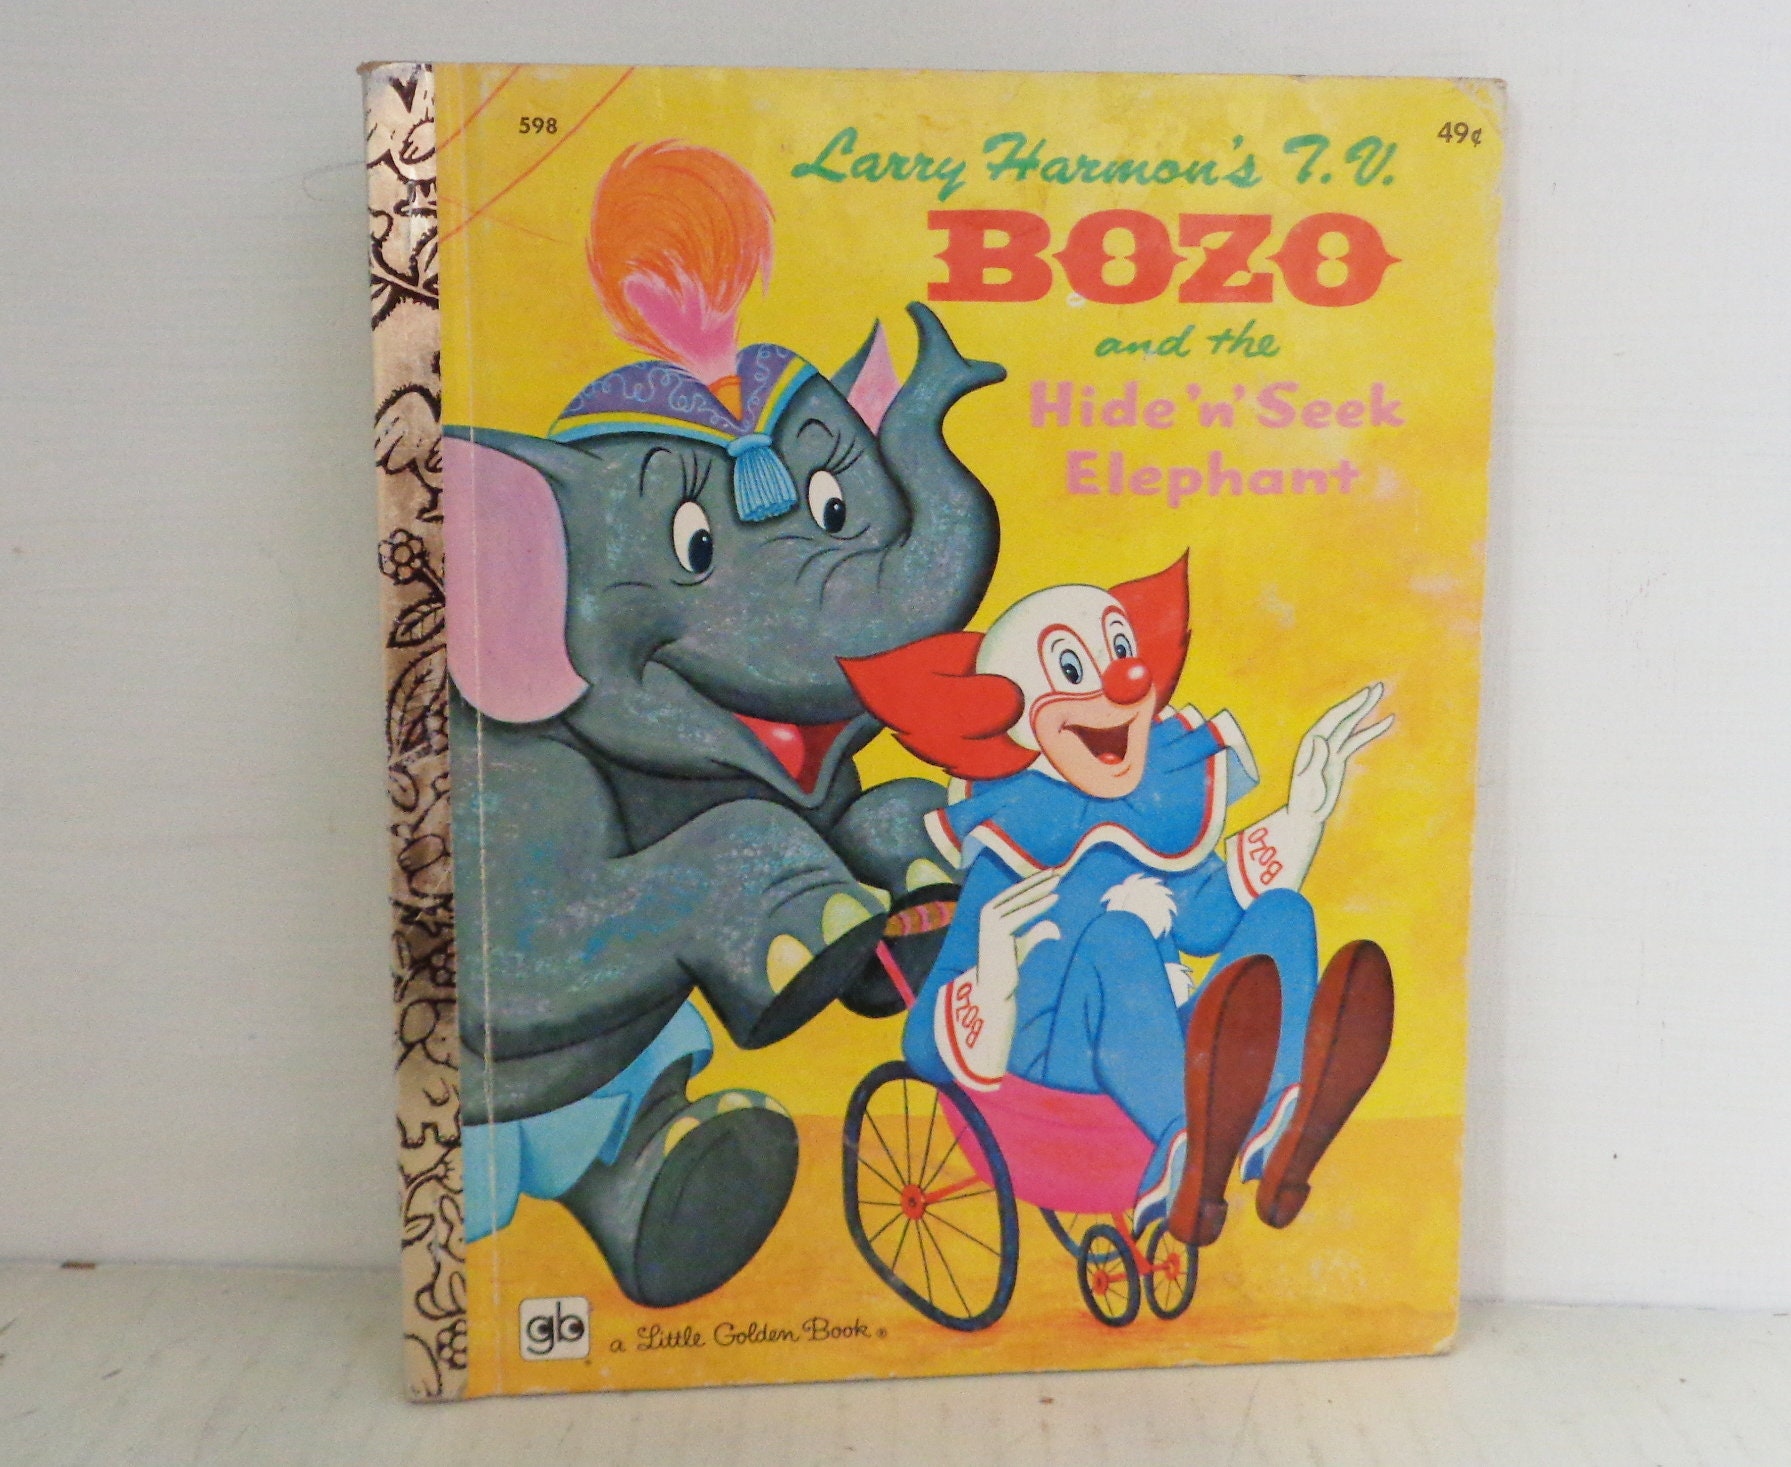 598
49¢
Larry Harmon's T.V.
BOZO
and the
Hide 'n' Seek
Elephant
BOZO
BOZO
gb
a Little Golden Book®